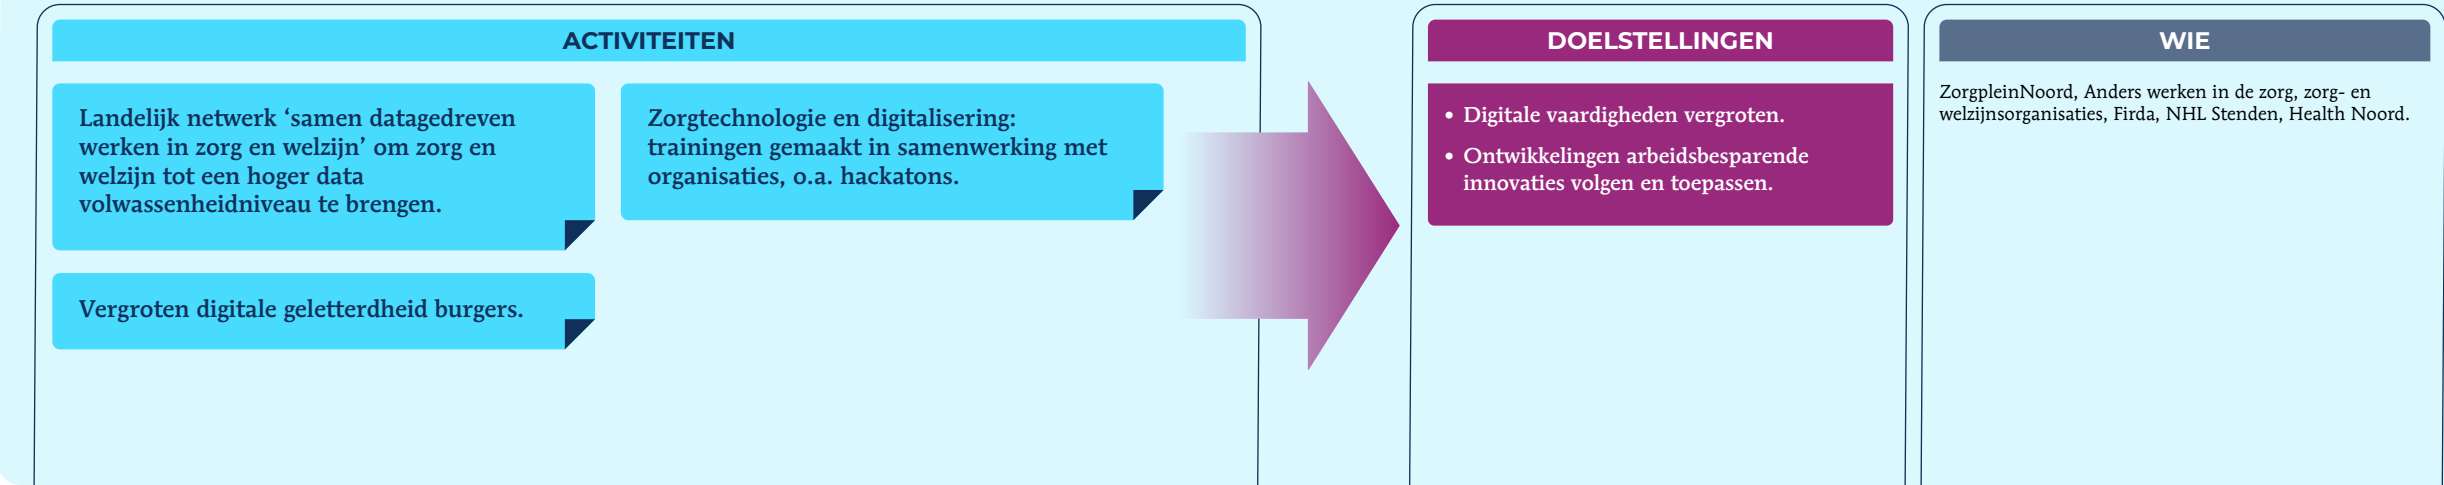 ACTIVITEITEN
Landelijk netwerk ‘samen datagedreven
werken in zorg en welzijn’ om zorg en
welzijn tot een hoger data
volwassenheidniveau te brengen.
Vergroten digitale geletterdheid burgers.
Zorgtechnologie en digitalisering:
trainingen gemaakt in samenwerking met
organisaties, o.a. hackatons.
DOELSTELLINGEN
• Digitale vaardigheden vergroten.
• Ontwikkelingen arbeidsbesparende
innovaties volgen en toepassen.
WIE
ZorgpleinNoord, Anders werken in de zorg, zorg- en
welzijnsorganisaties, Firda, NHL Stenden, Health Noord.